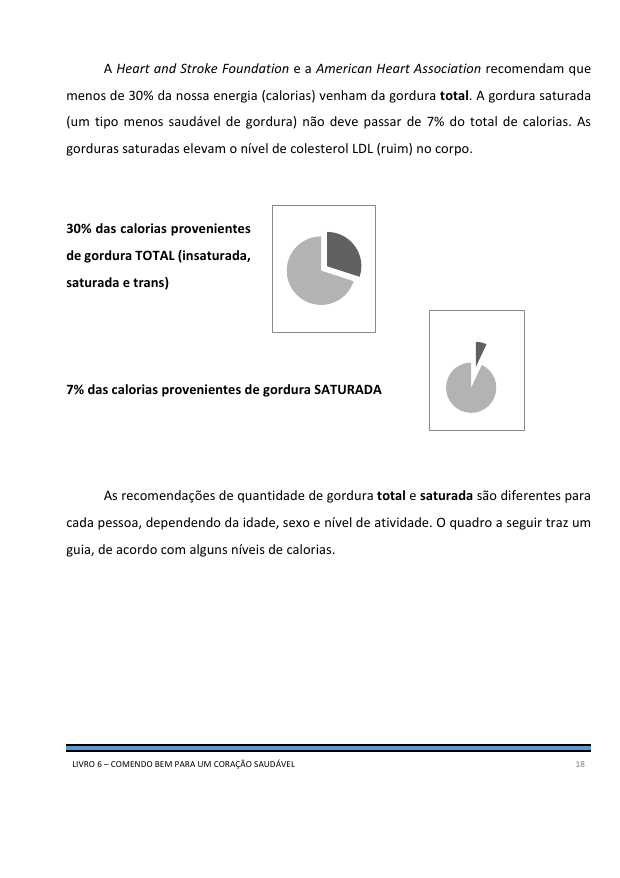 A Heart and Stroke Foundation e a American Heart Association recomendam que
menos de 30% da nossa energia (calorias) venham da gordura total. A gordura saturada
(um tipo menos saudável de gordura) não deve passar de 7% do total de calorias. As
gorduras saturadas elevam o nível de colesterol LDL (ruim) no corpo.
30% das calorias provenientes
de gordura TOTAL (insaturada,
saturada e trans)
7% das calorias provenientes de gordura SATURADA
As recomendações de quantidade de gordura total e saturada são diferentes para
cada pessoa, dependendo da idade, sexo e nível de atividade. O quadro a seguir traz um
guia, de acordo com alguns níveis de calorias.
LIVRO 6 – COMENDO BEM PARA UM CORAÇÃO SAUDÁVEL 18